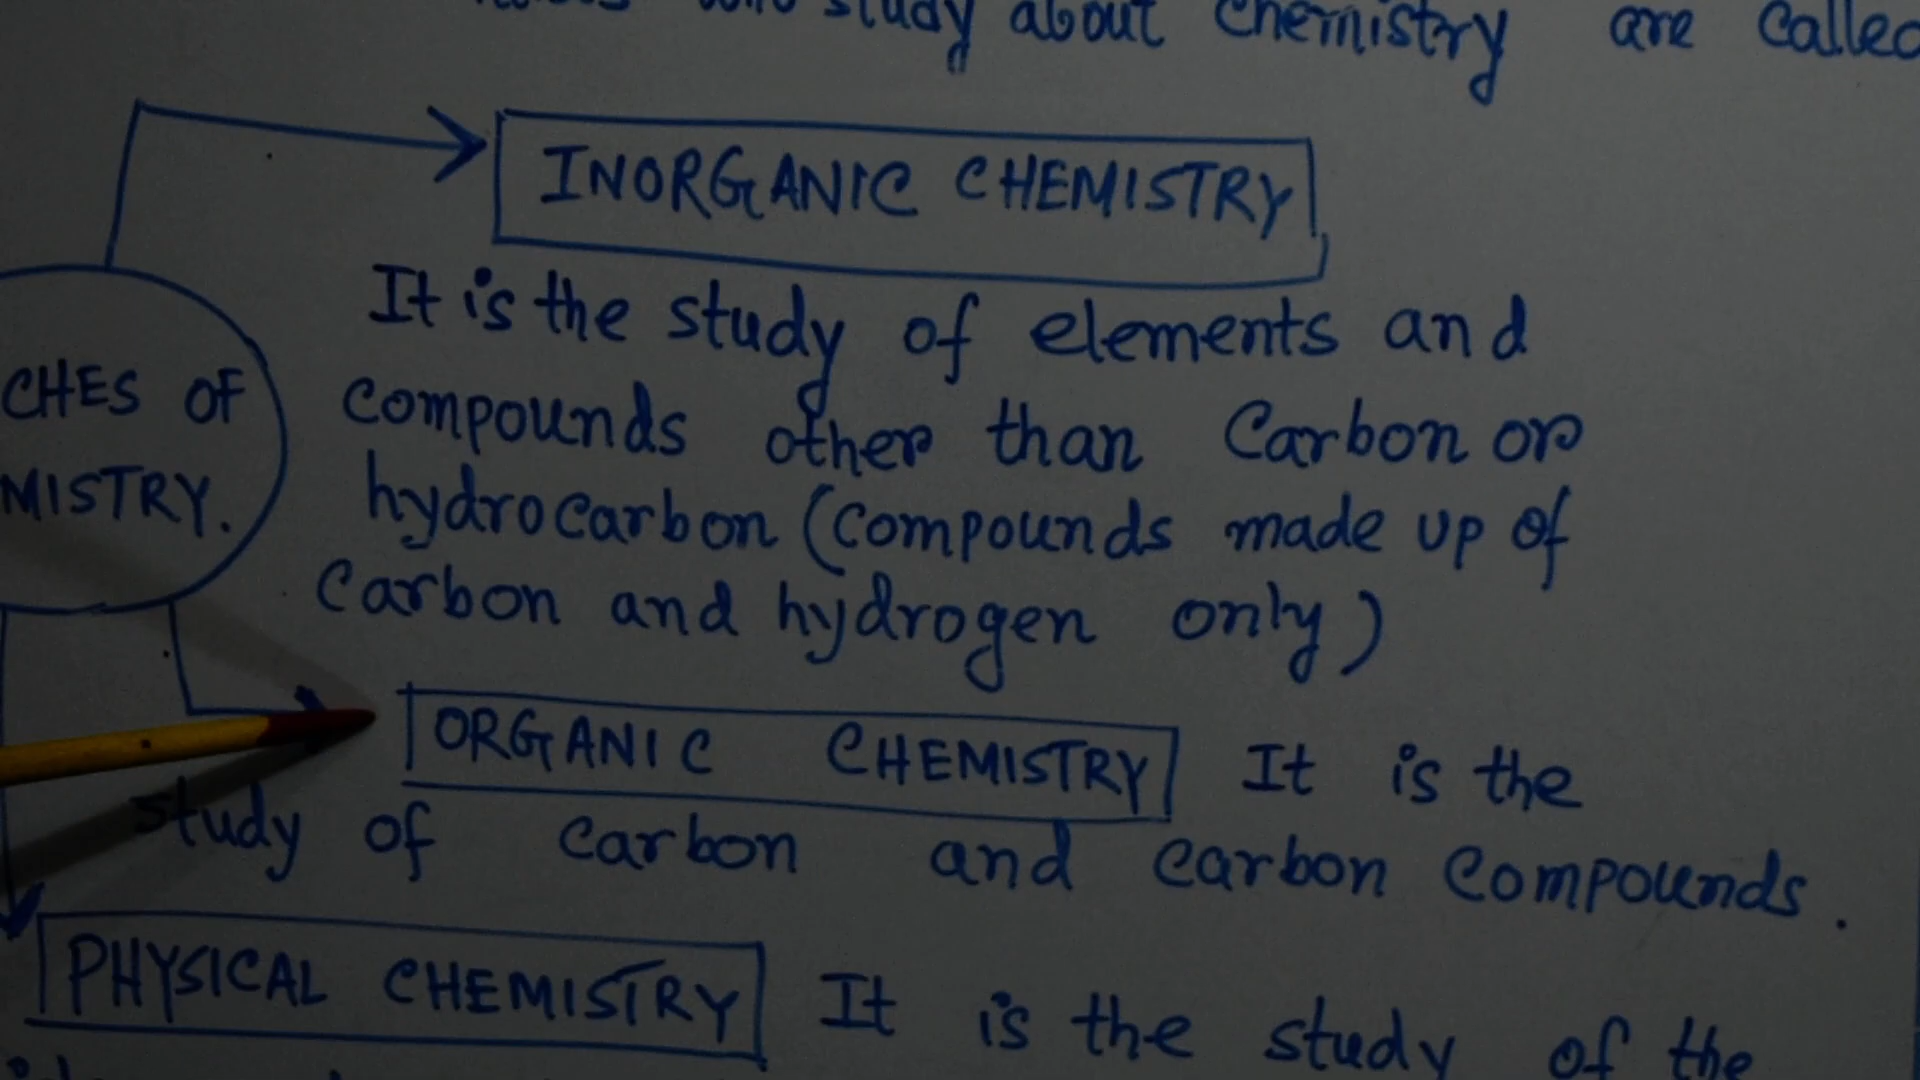 who study about Chemistry are called
INORGANIC CHEMISTRY
It is the study of elements and
CHES OF
compounds other than Carbon or
MISTRY.
hydrocarbon (compounds made up of
Carbon and hydrogen only)
ORGANIC CHEMISTRY It is the
study of carbon and carbon compounds.
PHYSICAL CHEMISTRY It is the study of the